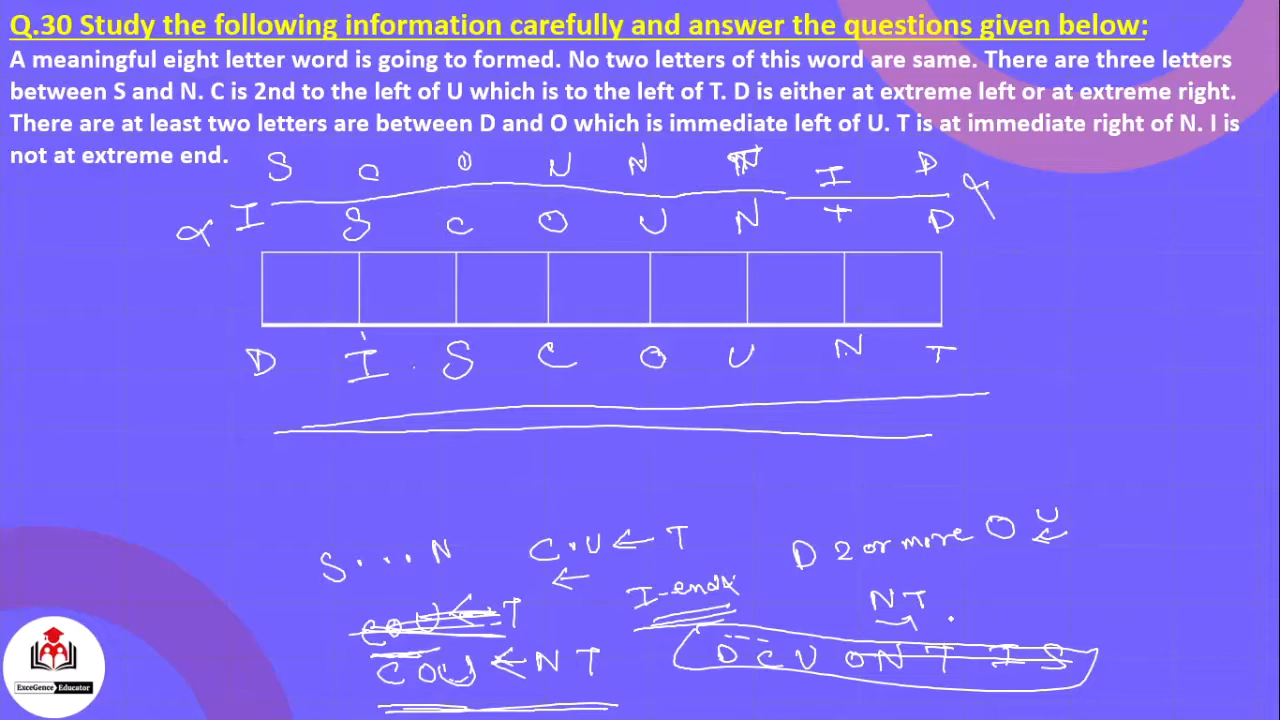 Q.30 Study the following information carefully and answer the questions given below:
A meaningful eight letter word is going to formed. No two letters of this word are same. There are three letters
between S and N. C is 2nd to the left of U which is to the left of T. D is either at extreme left or at extreme right.
There are at least two letters are between D and O which is immediate left of U. T is at immediate right of N. I is
not at extreme end.
S C O U N I D
I S C O U N T D
D I S C O U N T
S . . . N C . U ← T D 2 or more O U
←
T I - end N T
C O U ← N T D C U O N T I S
ExceGence Educator